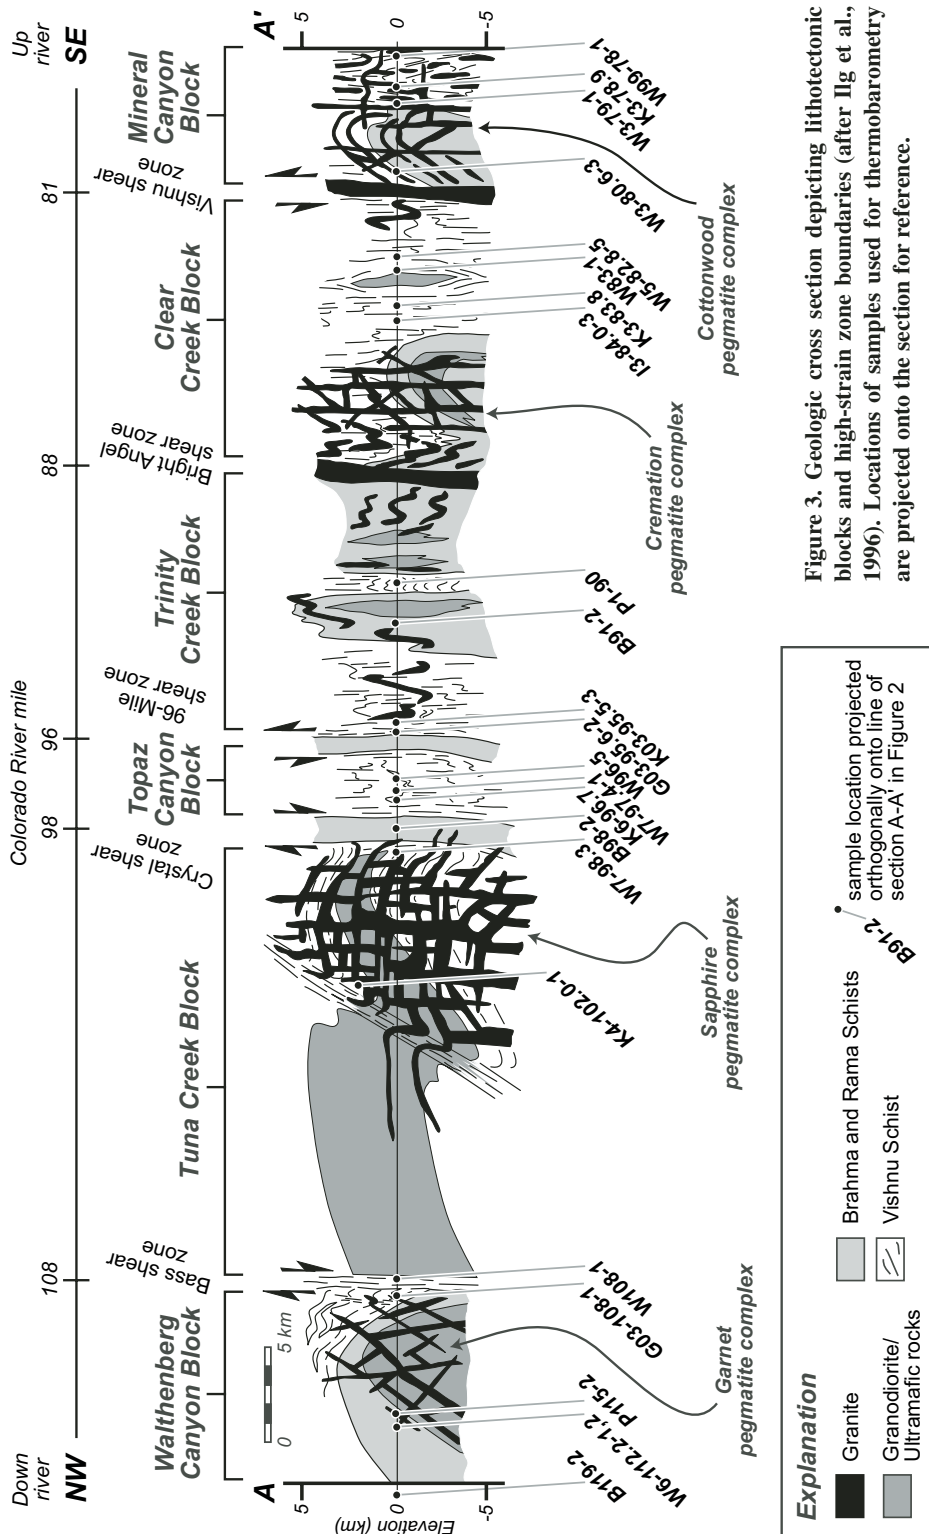 Down
river
NW
Up
river
SE
Colorado River mile
108
98
96
88
81
Walthenberg
Canyon Block
Bass shear
zone
Tuna Creek Block
Crystal shear
zone
Topaz
Canyon
Block
96-Mile
shear zone
Trinity
Creek Block
Bright Angel
shear zone
Clear
Creek Block
Vishnu shear
zone
Mineral
Canyon
Block
A
A'
5
0
-5
Elevation (km)
5
0
-5
0
5 km
B119-2
W6-112.2-1,2
P115-2
G03-108-1
W108-1
K4-102.0-1
W7-98.3
B98-2
K6-96.7
W7-97.4-1
W96-5
G03-95.6-2
K03-95.5-3
B91-2
P1-90
I3-84.0-3
K3-83.8
W83-1
W5-82.8-5
W3-80.6-3
W3-79-1
K3-78.9
W99-78-1
Garnet
pegmatite complex
Sapphire
pegmatite complex
Cremation
pegmatite complex
Cottonwood
pegmatite complex
Explanation
Granite
Granodiorite/
Ultramafic rocks
Brahma and Rama Schists
Vishnu Schist
B91-2
sample location projected
orthogonally onto line of
section A-A' in Figure 2
Figure 3. Geologic cross section depicting lithotectonic
blocks and high-strain zone boundaries (after Ilg et al.,
1996). Locations of samples used for thermobarometry
are projected onto the section for reference.